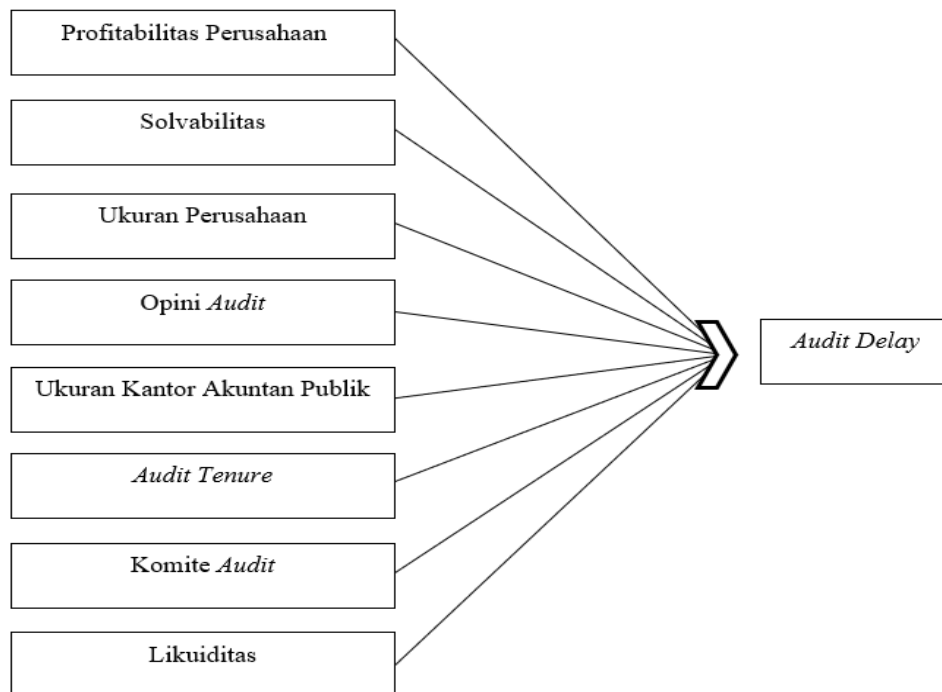 Profitabilitas Perusahaan
Solvabilitas
Ukuran Perusahaan
Opini Audit
Ukuran Kantor Akuntan Publik
Audit Tenure
Komite Audit
Likuiditas
Audit Delay